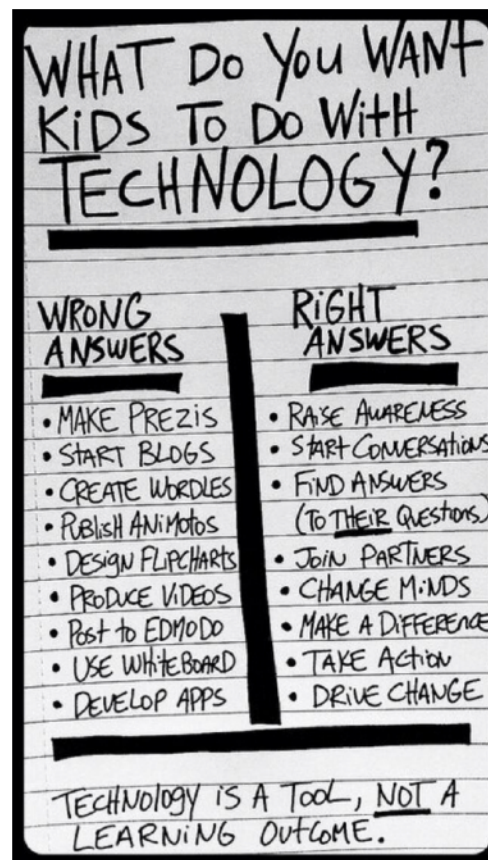 WHAT Do You WANT
KiDS To Do WitH
TECHNOLOGY?
WRONG
ANSWERS
• MAKE PREZiS
• START BLOGS
• CREATE WORDLES
• PUBLiSH ANiMOTOS
• DESiGN FLiPCHARTS
• PRODUCE ViDEOS
• Post to EDMODO
• USE WHiTEBOARD
• DEVELOP APPS
RiGHT
ANSWERS
• RAiSE AWARENESS
• START CONVERSATiONS
• FiND ANSWERS
(To THEiR QUESTiONS)
• JOiN PARTNERS
• CHANGE MiNDS
• MAKE A DiFFERENCE
• TAKE ACTiON
• DRiVE CHANGE
TECHNOLOGY iS A TOOL, NOT A
LEARNiNG OUTCOME.